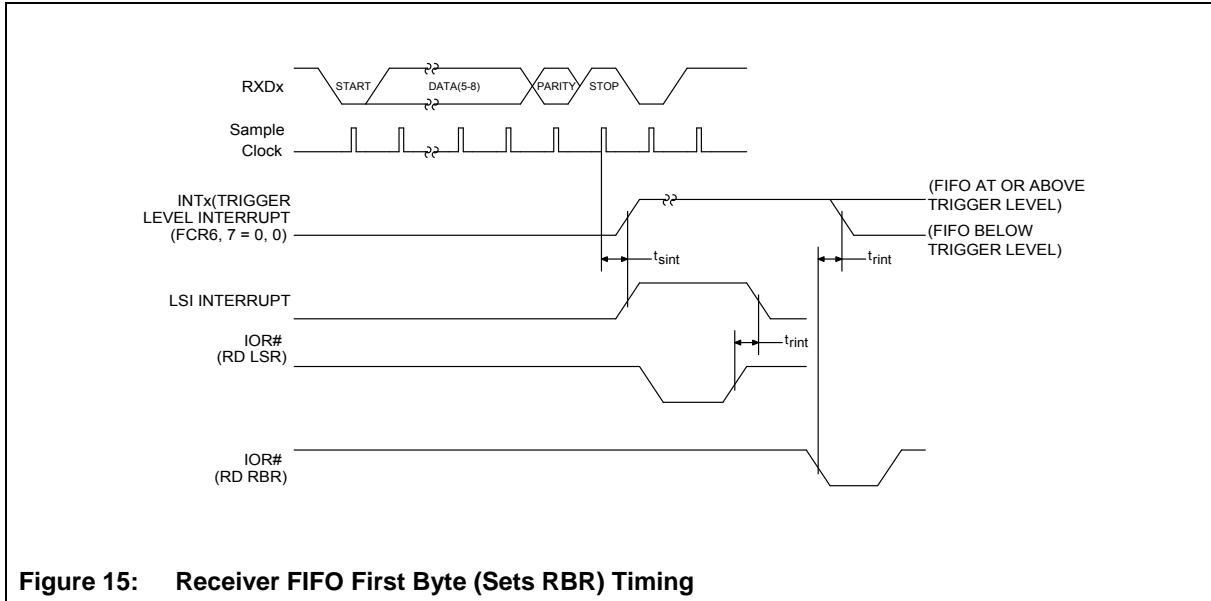 RXDx
START
DATA(5-8)
PARITY
STOP
Sample
Clock
INTx(TRIGGER
LEVEL INTERRUPT
(FCR6, 7 = 0, 0)
(FIFO AT OR ABOVE
TRIGGER LEVEL)
(FIFO BELOW
TRIGGER LEVEL)
tsint
trint
LSI INTERRUPT
IOR#
(RD LSR)
trint
IOR#
(RD RBR)
Figure 15: Receiver FIFO First Byte (Sets RBR) Timing